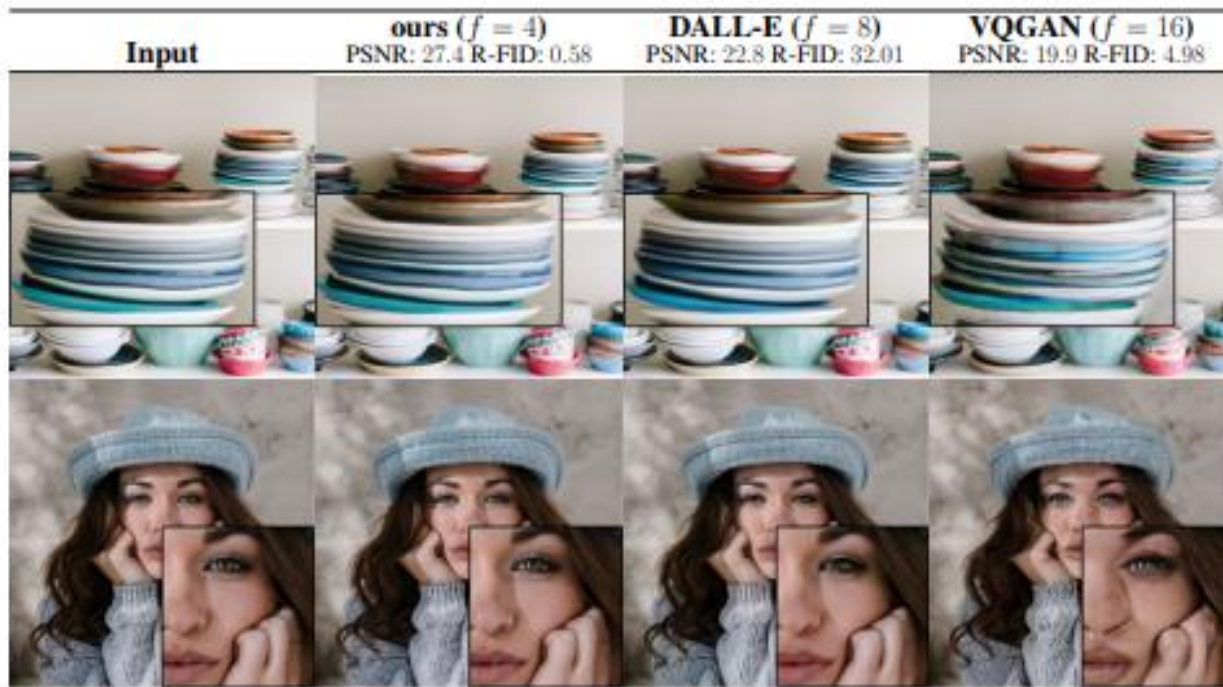 Input
ours (f = 4)
PSNR: 27.4 R-FID: 0.58
DALL-E (f = 8)
PSNR: 22.8 R-FID: 32.01
VQGAN (f = 16)
PSNR: 19.9 R-FID: 4.98